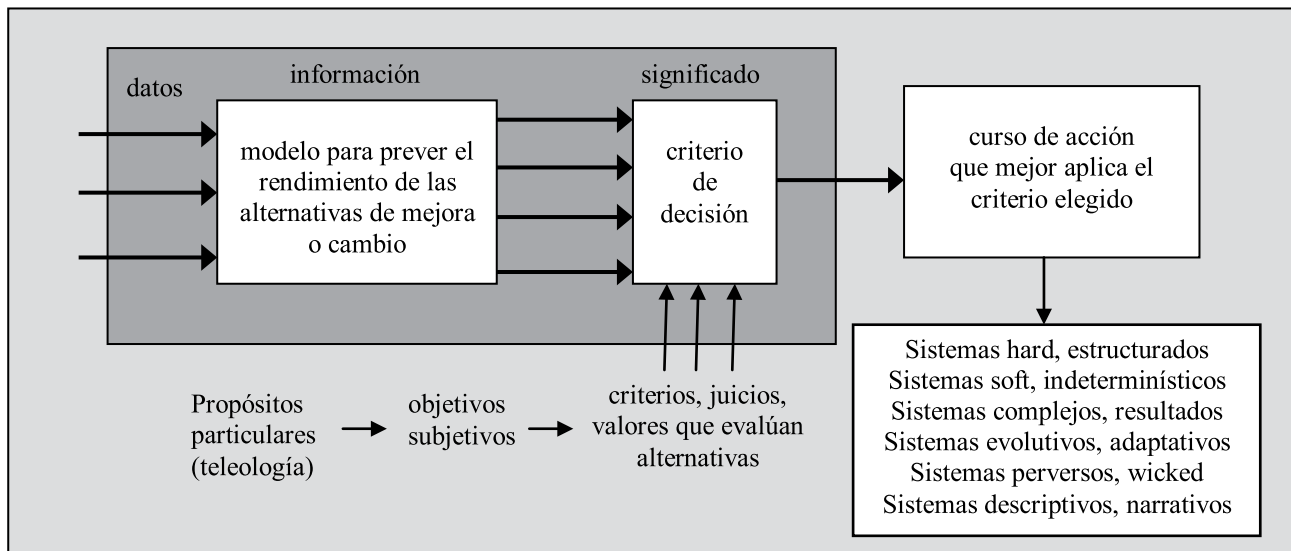 datos
información
significado
modelo para prever el
rendimiento de las
alternativas de mejora
o cambio
criterio
de
decisión
curso de acción
que mejor aplica el
criterio elegido
Propósitos
particulares
(teleología)
objetivos
subjetivos
criterios, juicios,
valores que evalúan
alternativas
Sistemas hard, estructurados
Sistemas soft, indeterminísticos
Sistemas complejos, resultados
Sistemas evolutivos, adaptativos
Sistemas perversos, wicked
Sistemas descriptivos, narrativos